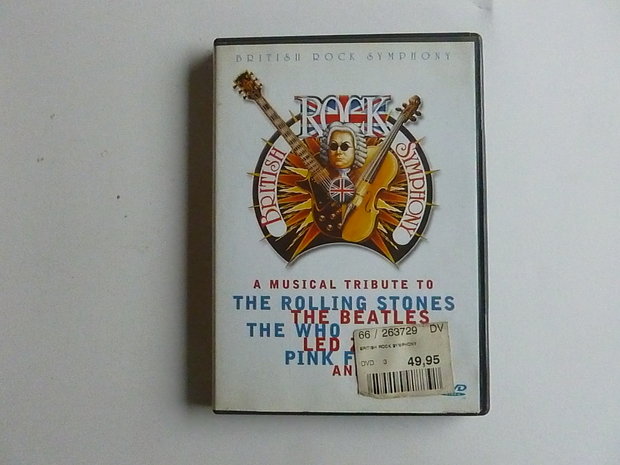 BRITISH ROCK SYMPHONY
ROCK
BRITISH
SYMPHONY
A MUSICAL TRIBUTE TO
THE ROLLING STONES
THE BEATLES
THE WHO
LED
PINK F
AN
66 / 263729 DV
BRITISH ROCK SYMPHONY
DVD 3 49,95